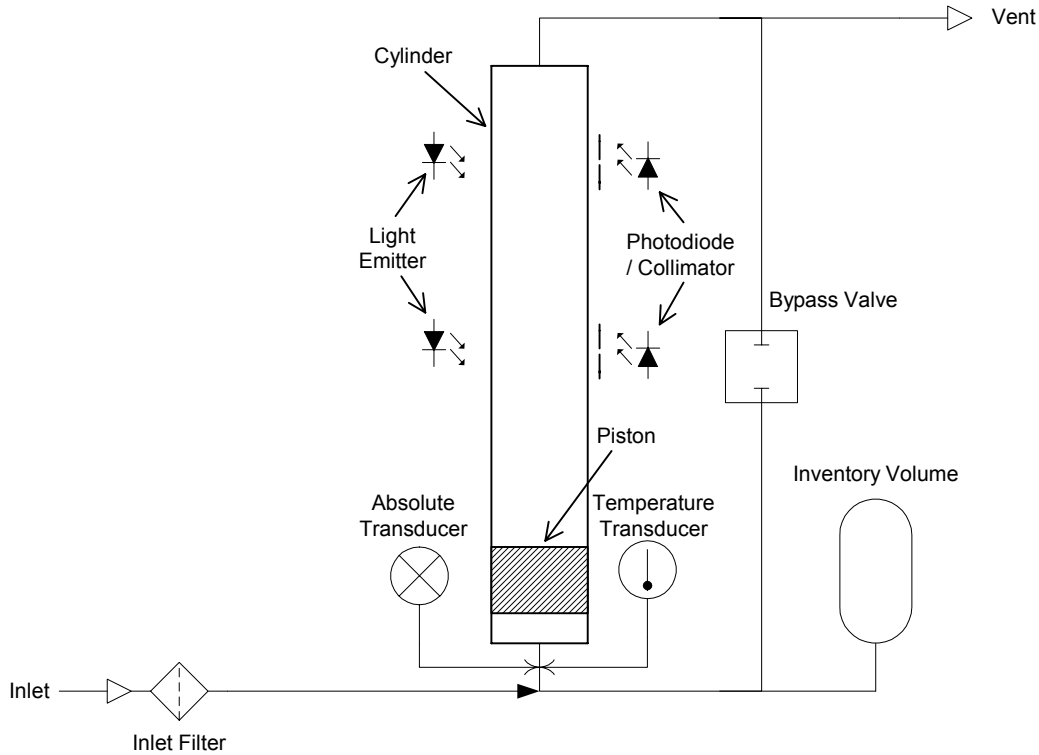 Vent
Cylinder
Light
Emitter
Photodiode
/ Collimator
Bypass Valve
Piston
Inventory Volume
Absolute
Transducer
Temperature
Transducer
Inlet
Inlet Filter